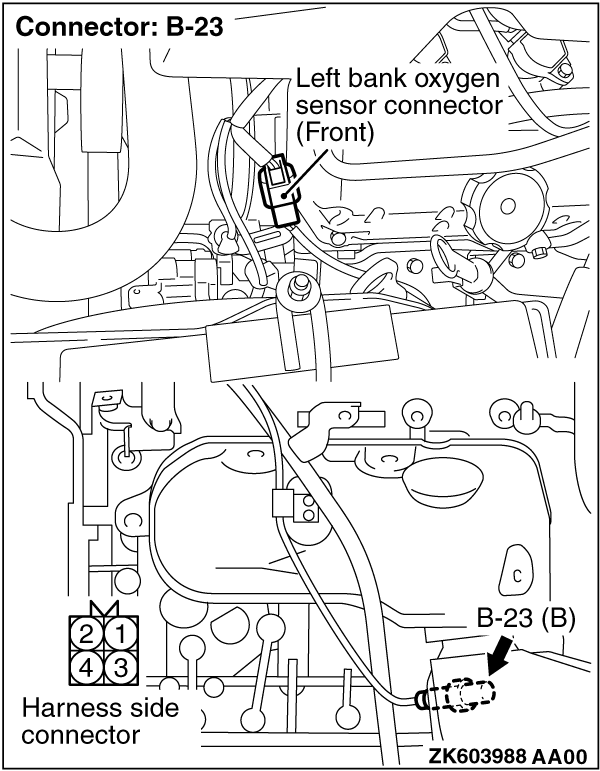 Connector: B-23
Left bank oxygen
sensor connector
(Front)
C
B-23 (B)
2 1
4 3
Harness side
connector
ZK603988 AA00